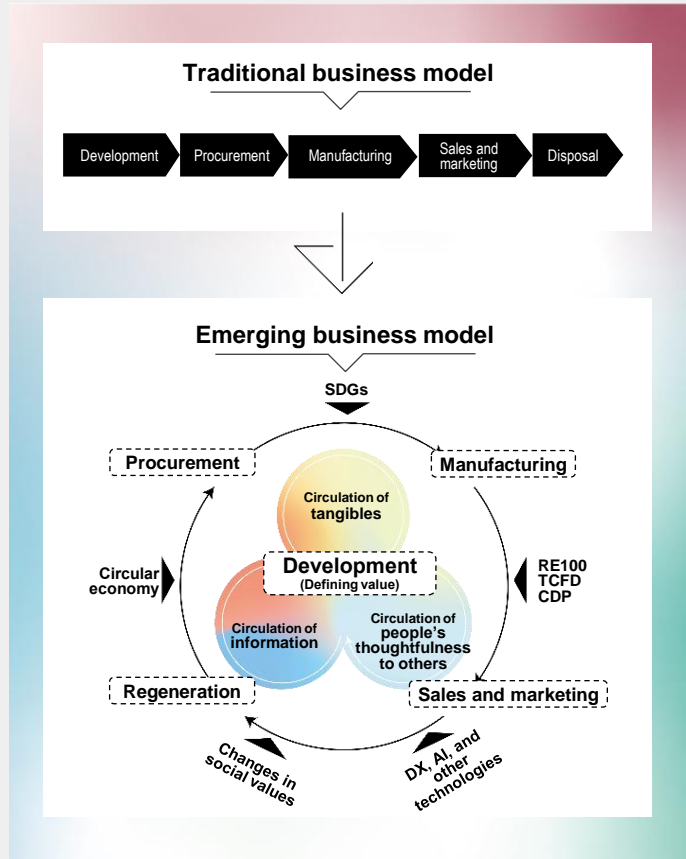 Traditional business model
Development
Procurement
Manufacturing
Sales and
marketing
Disposal
Emerging business model
SDGs
Procurement
Manufacturing
Circulation of
tangibles
Circular
economy
Development
(Defining value)
RE100
TCFD
CDP
Circulation of
information
Circulation of
people's
thoughtfulness
to others
Regeneration
Sales and marketing
Changes in
social values
DX, AI, and
other
technologies